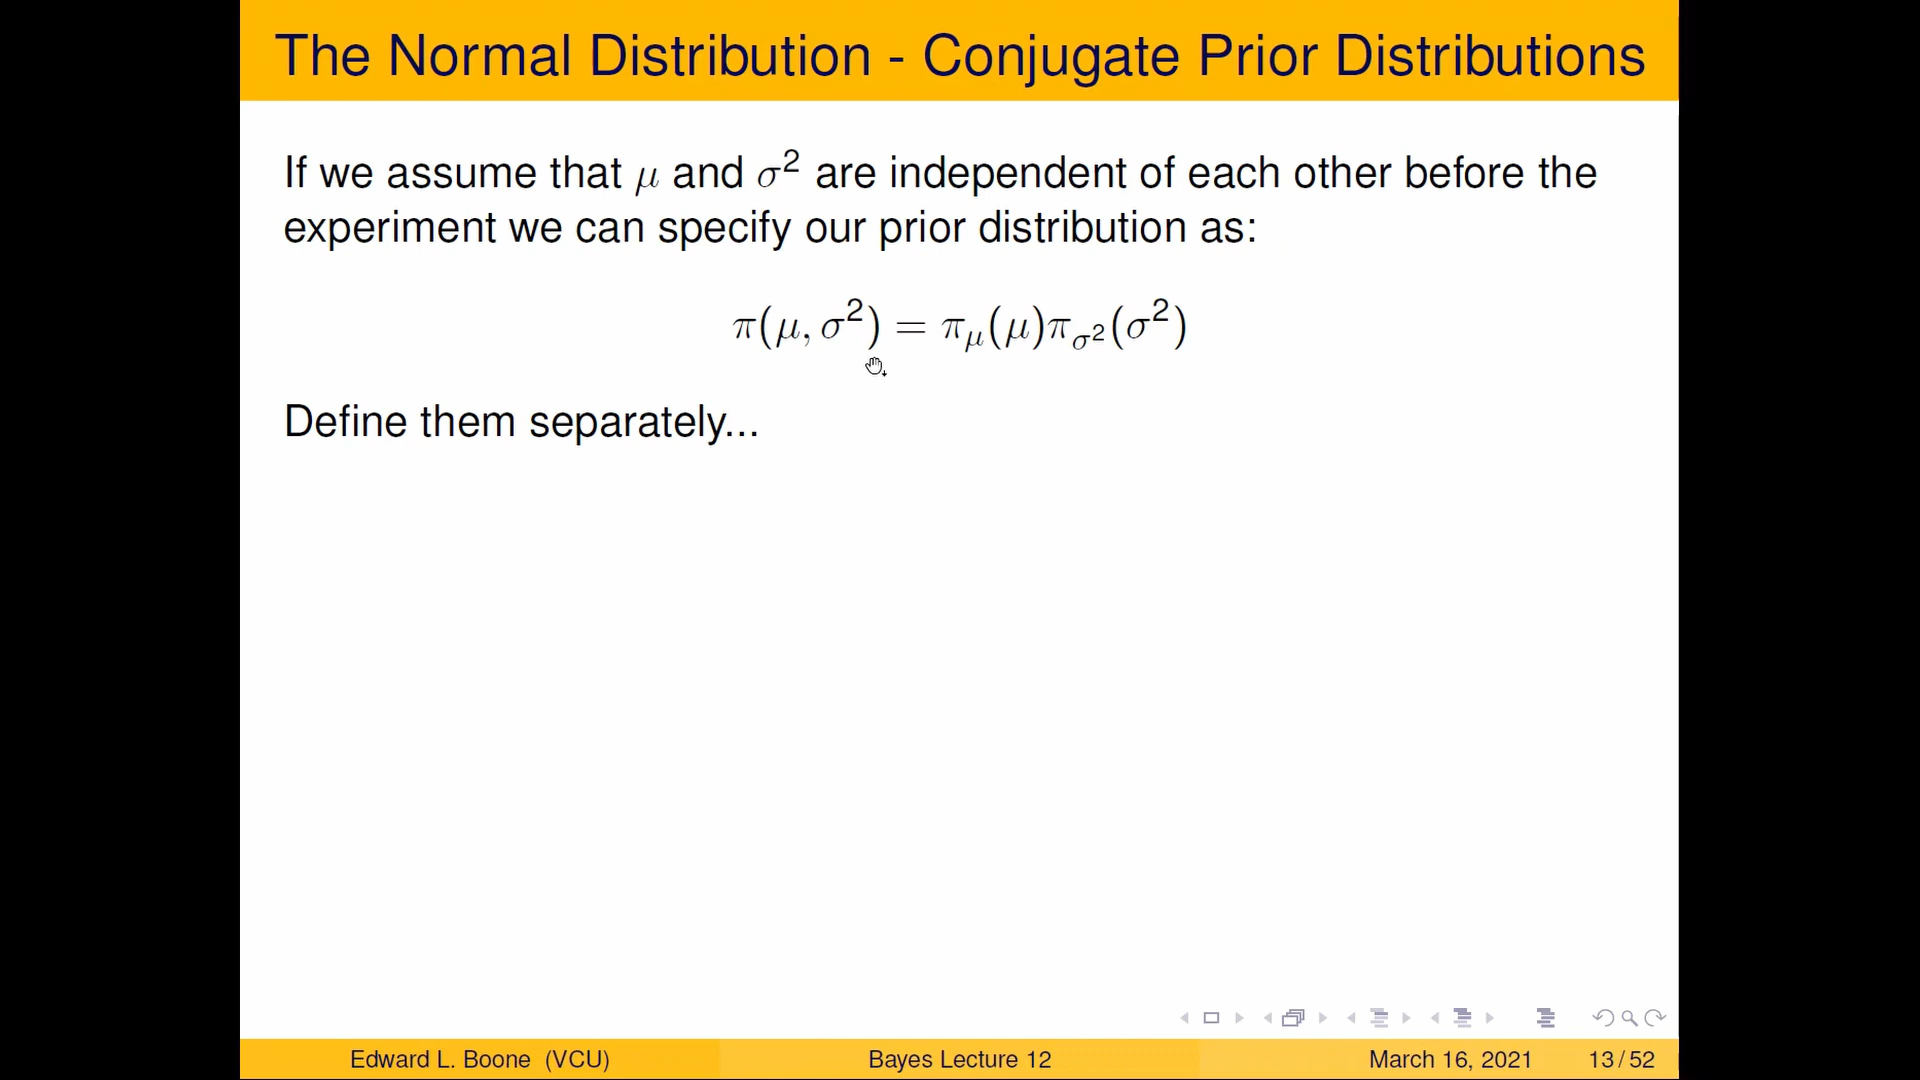 The Normal Distribution - Conjugate Prior Distributions
If we assume that μ and σ² are independent of each other before the
experiment we can specify our prior distribution as:
π(μ, σ²) = π_μ(μ)π_{σ²}(σ²)
Define them separately...
Edward L. Boone (VCU) Bayes Lecture 12 March 16, 2021 13 / 52